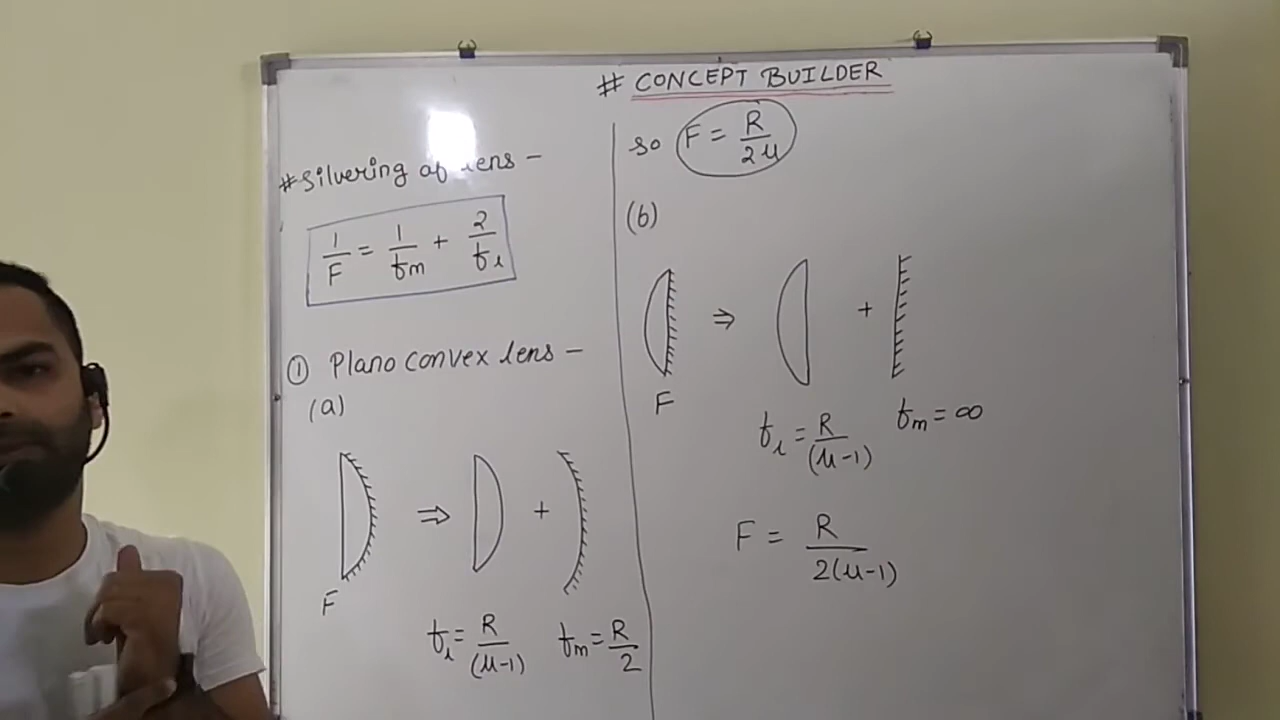 # CONCEPT BUILDER
# Silvering of lens -
1/F = 1/fm + 2/fl
① Plano convex lens -
(a)
F
⇒
+
fl = R/(μ-1) fm = R/2
so F = R/2μ
(b)
⇒
+
F
fl = R/(μ-1) fm = ∞
F = R/2(μ-1)